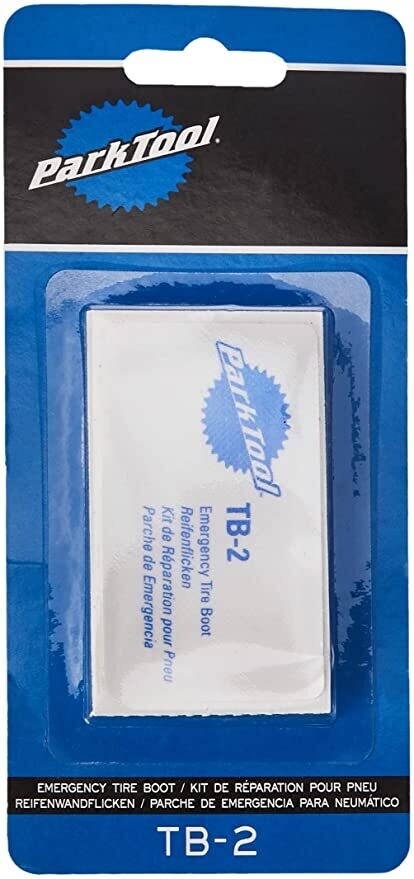 ParkTool
ParkTool
TB-2
Emergency Tire Boot
Reifenflicken
Kit de Réparation pour Pneu
Parche de Emergencia
EMERGENCY TIRE BOOT / KIT DE RÉPARATION POUR PNEU
REIFENWANDFLICKEN / PARCHE DE EMERGENCIA PARA NEUMÁTICO
TB-2